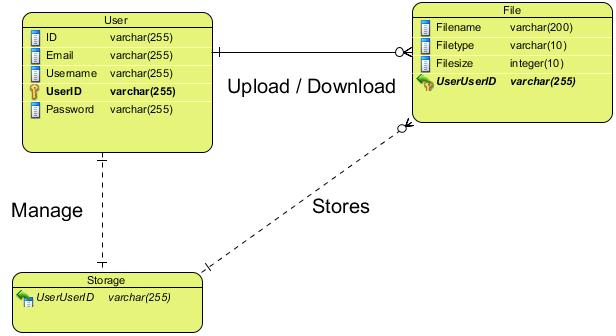 User
ID varchar(255)
Email varchar(255)
Username varchar(255)
UserID varchar(255)
Password varchar(255)
File
Filename varchar(200)
Filetype varchar(10)
Filesize integer(10)
UserUserID varchar(255)
Upload / Download
Manage
Stores
Storage
UserUserID varchar(255)